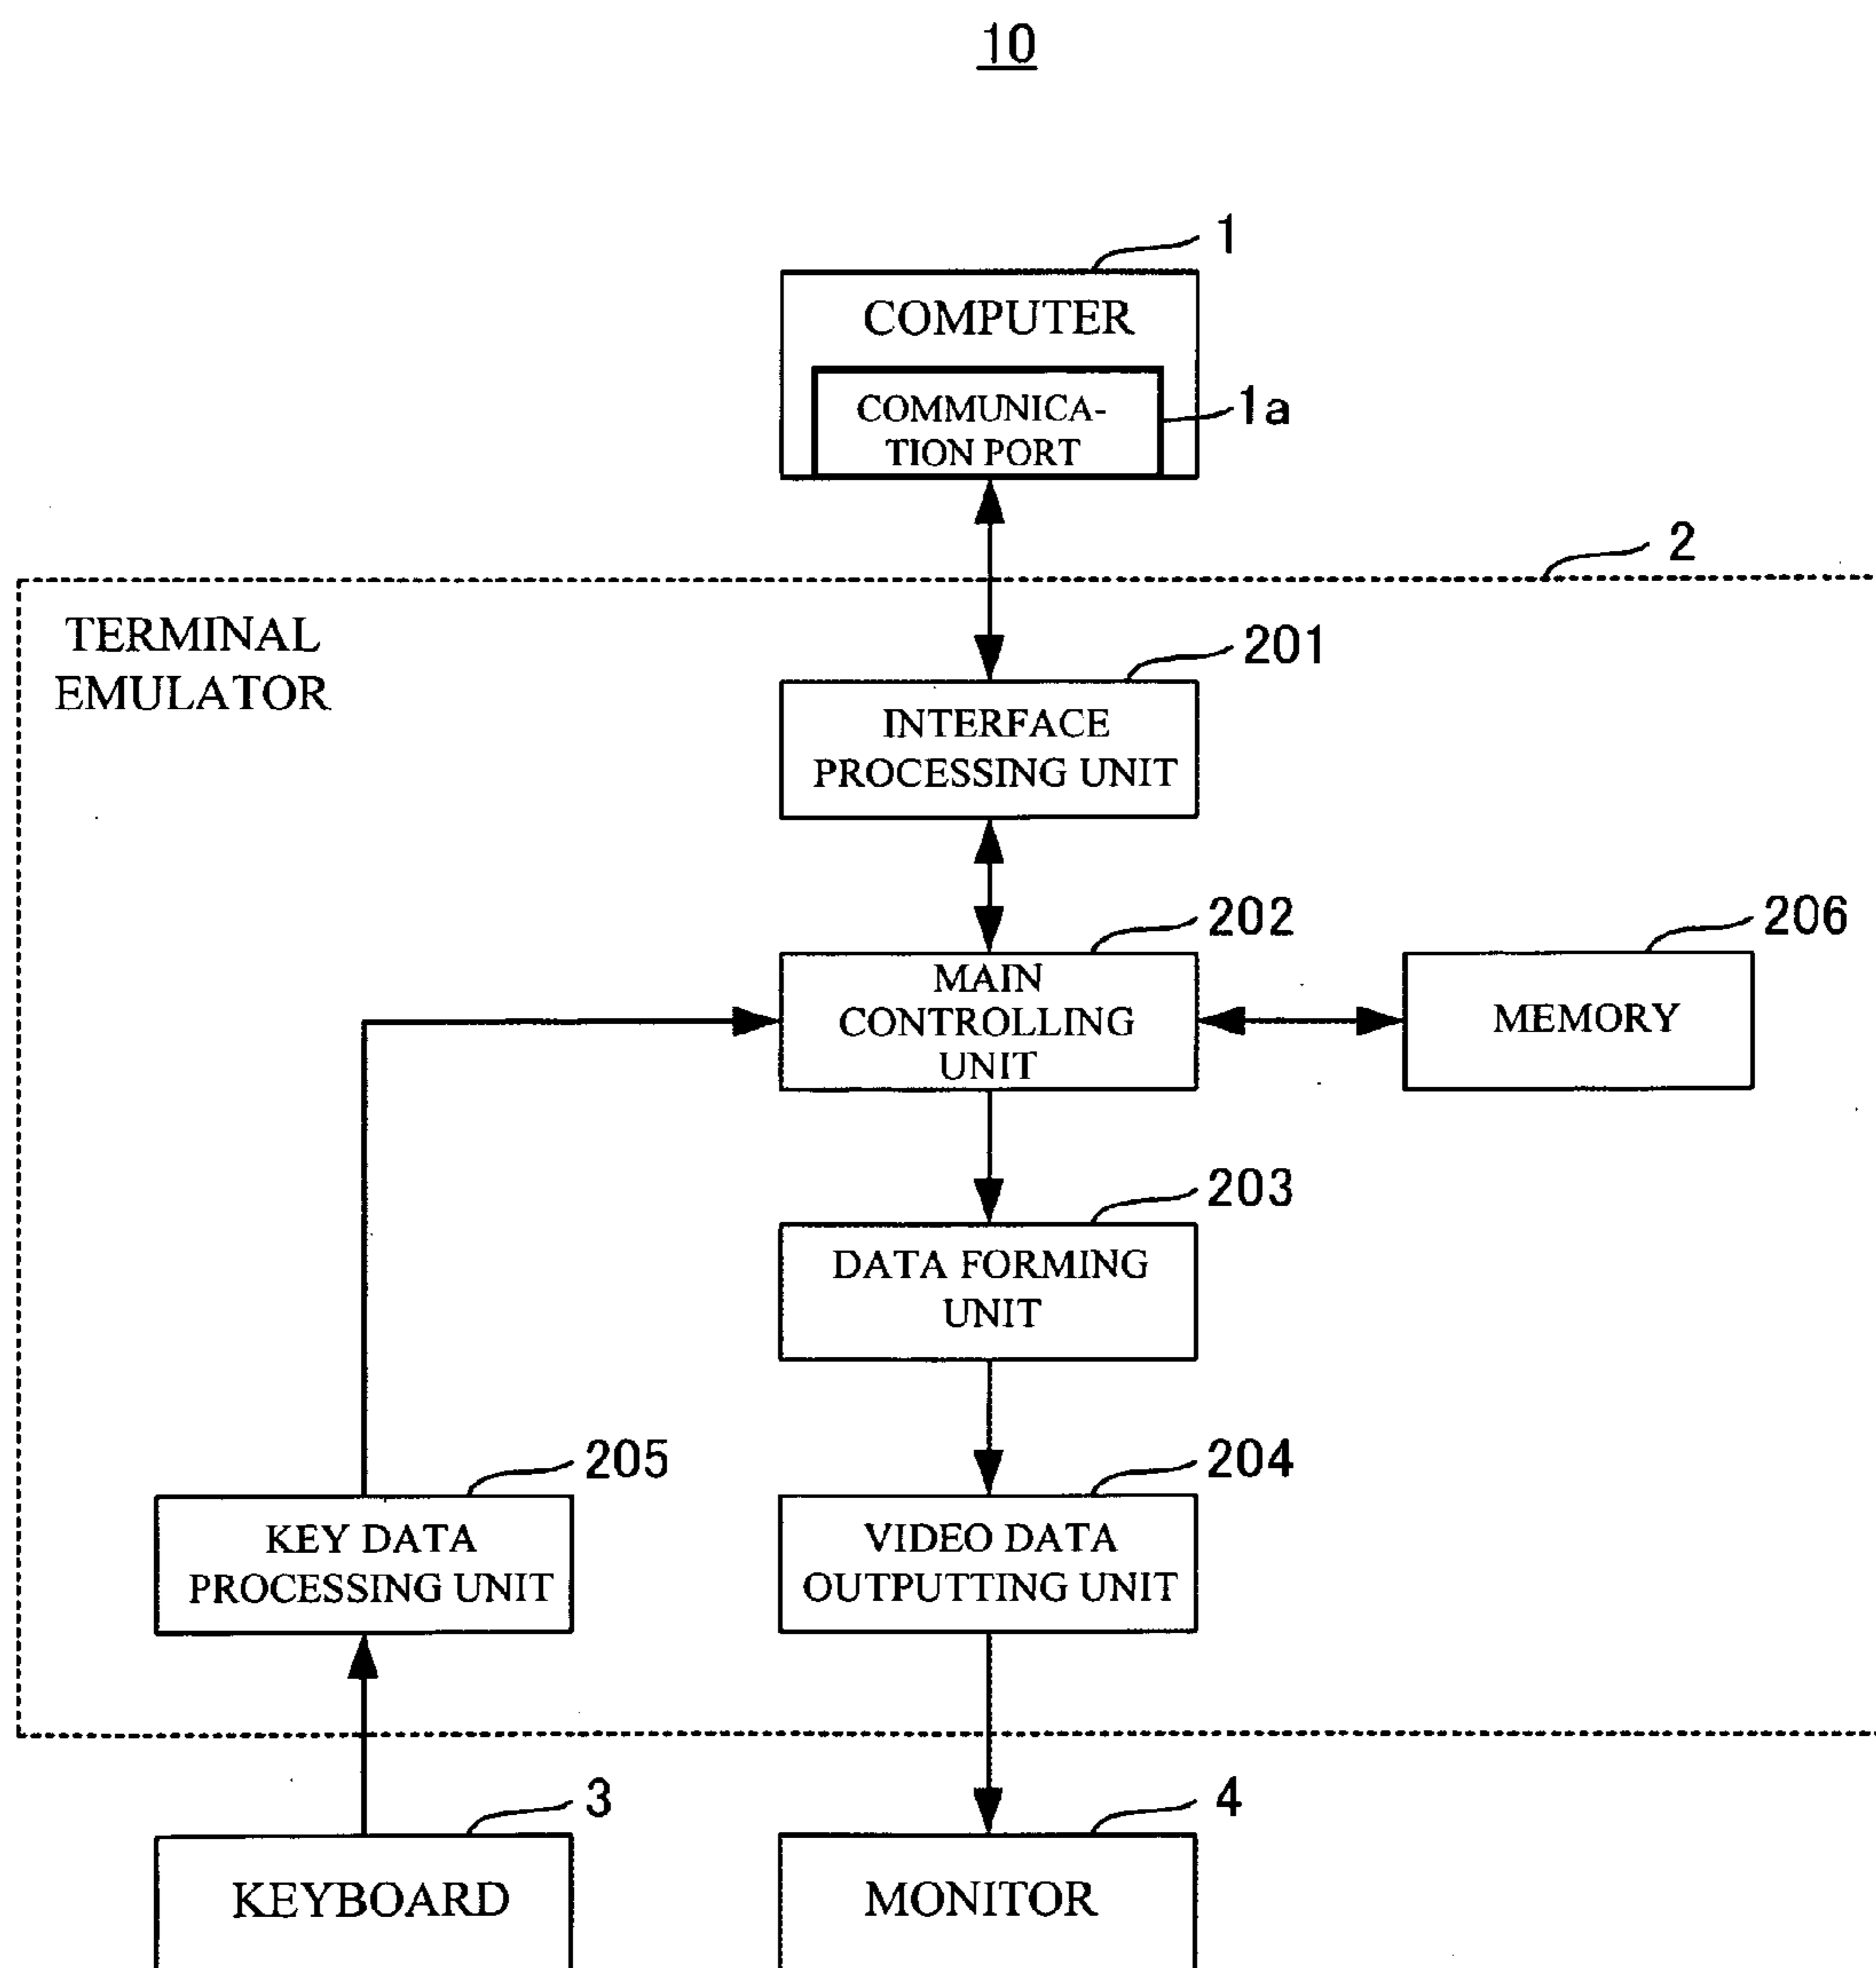 10
1
COMPUTER
COMMUNICA-
TION PORT
1a
2
TERMINAL
EMULATOR
201
INTERFACE
PROCESSING UNIT
202
MAIN
CONTROLLING
UNIT
206
MEMORY
203
DATA FORMING
UNIT
205
KEY DATA
PROCESSING UNIT
204
VIDEO DATA
OUTPUTTING UNIT
3
KEYBOARD
4
MONITOR